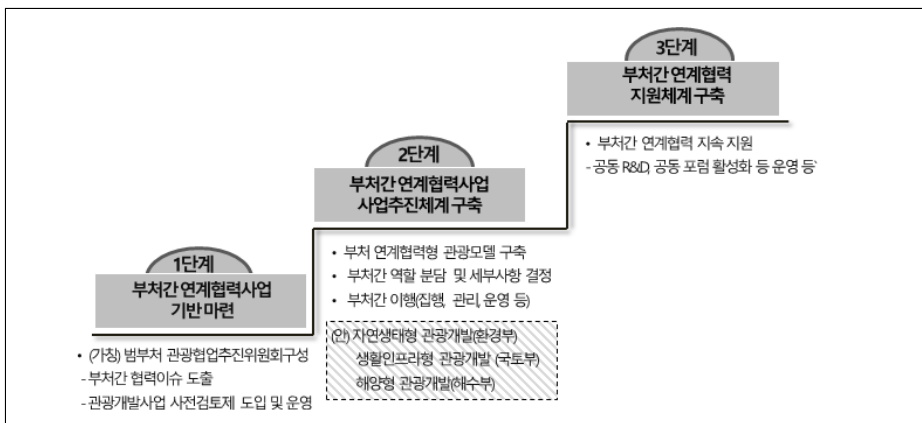 1단계
부처간 연계협력사업
기반 마련
• (가칭) 범부처 관광협업추진위원회구성
- 부처간 협력이슈 도출
- 관광개발사업 사전검토제 도입 및 운영
2단계
부처간 연계협력사업
사업추진체계 구축
• 부처 연계협력형 관광모델 구축
• 부처간 역할 분담 및 세부사항 결정
• 부처간 이행(집행, 관리, 운영 등)
(안) 자연생태형 관광개발(환경부)
생활인프라형 관광개발 (국토부)
해양형 관광개발(해수부)
3단계
부처간 연계협력
지원체계 구축
• 부처간 연계협력 지속 지원
- 공동 R&D, 공동 포럼 활성화 등 운영 등`